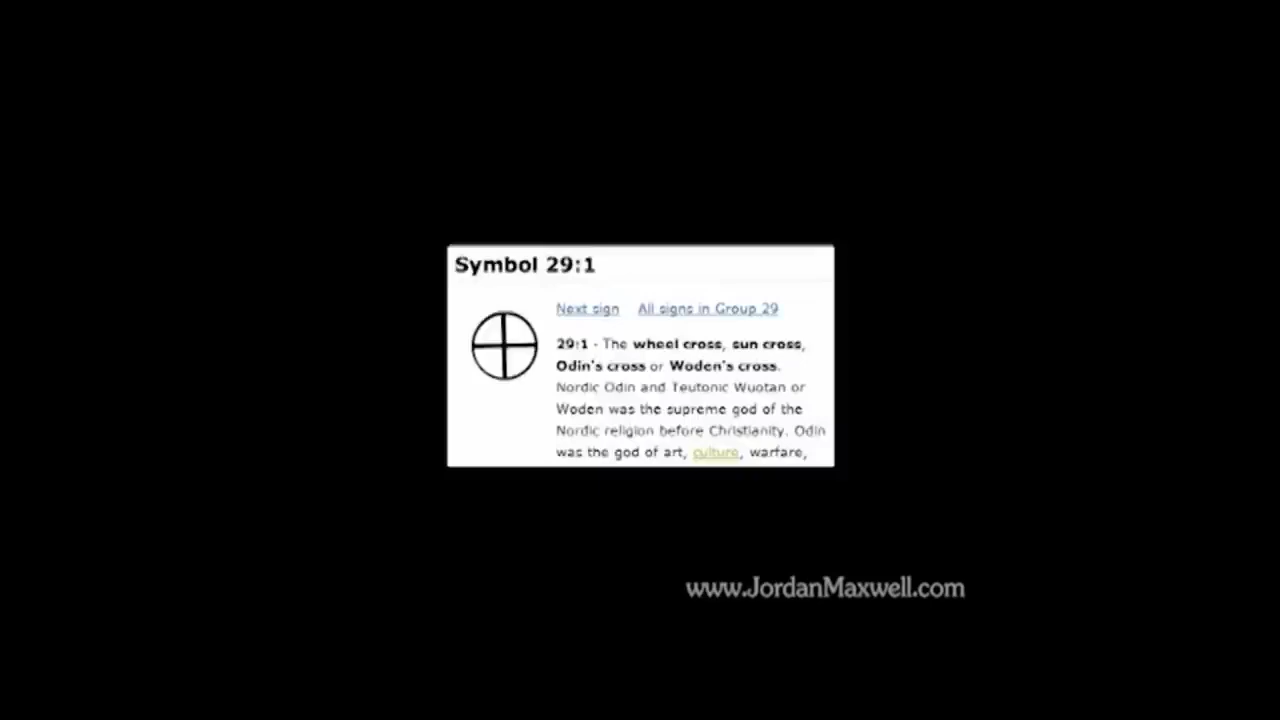 Symbol 29:1
Next sign All signs in Group 29
29:1 - The wheel cross, sun cross,
Odin's cross or Woden's cross.
Nordic Odin and Teutonic Wuotan or
Woden was the supreme god of the
Nordic religion before Christianity. Odin
was the god of art, culture, warfare,
www.JordanMaxwell.com